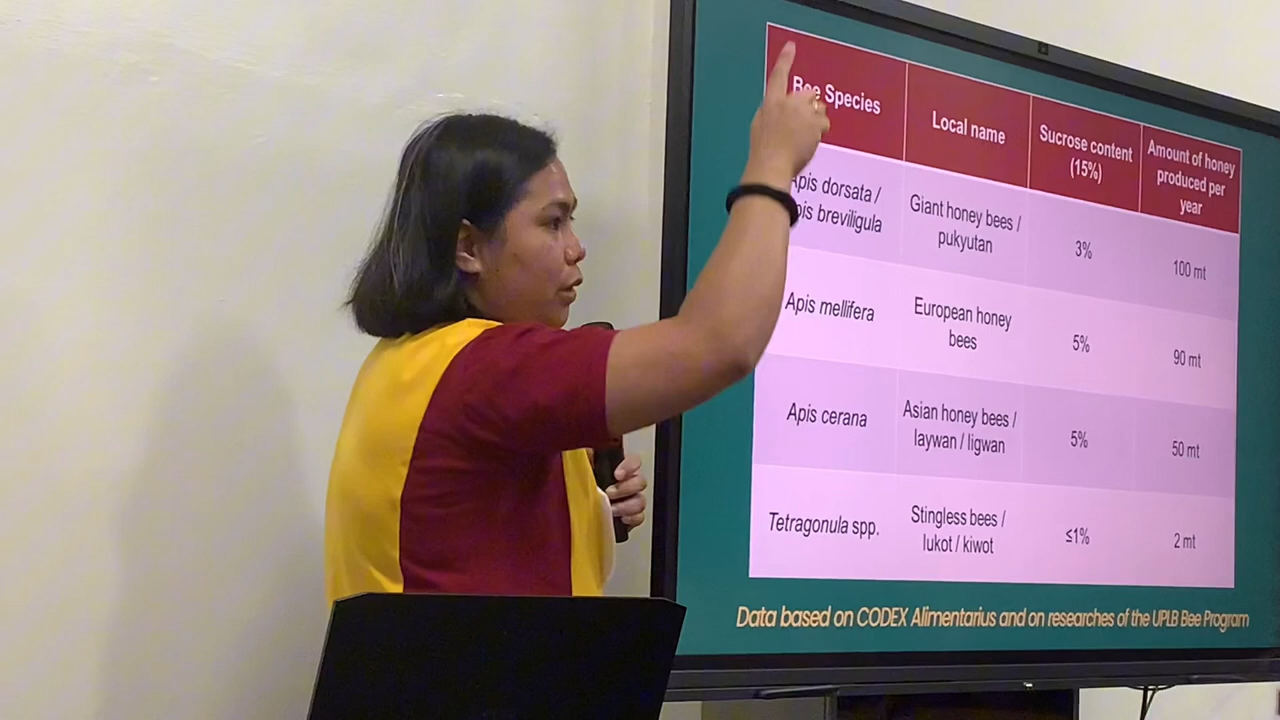 Bee Species
Local name
Sucrose content
(15%)
Amount of honey
produced per
year
Apis dorsata /
Apis breviligula
Giant honey bees /
pukyutan
3%
100 mt
Apis mellifera
European honey
bees
5%
90 mt
Apis cerana
Asian honey bees /
laywan / ligwan
5%
50 mt
Tetragonula spp.
Stingless bees /
lukot / kiwot
≤1%
2 mt
Data based on CODEX Alimentarius and on researches of the UPLB Bee Program